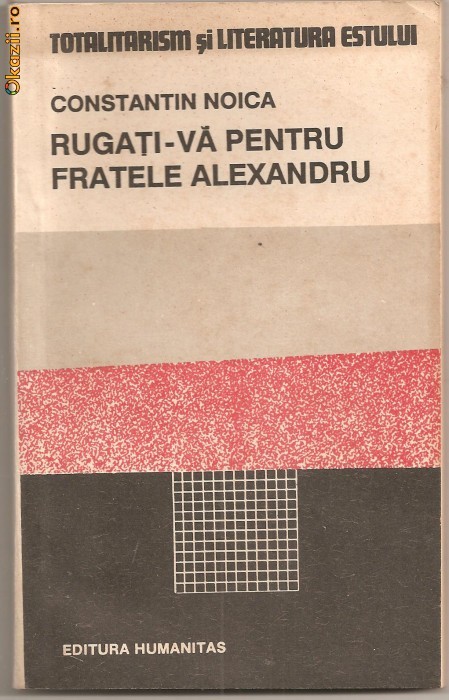 Okazii.ro
TOTALITARISM și LITERATURA ESTULUI
CONSTANTIN NOICA
RUGAȚI-VĂ PENTRU
FRATELE ALEXANDRU
EDITURA HUMANITAS